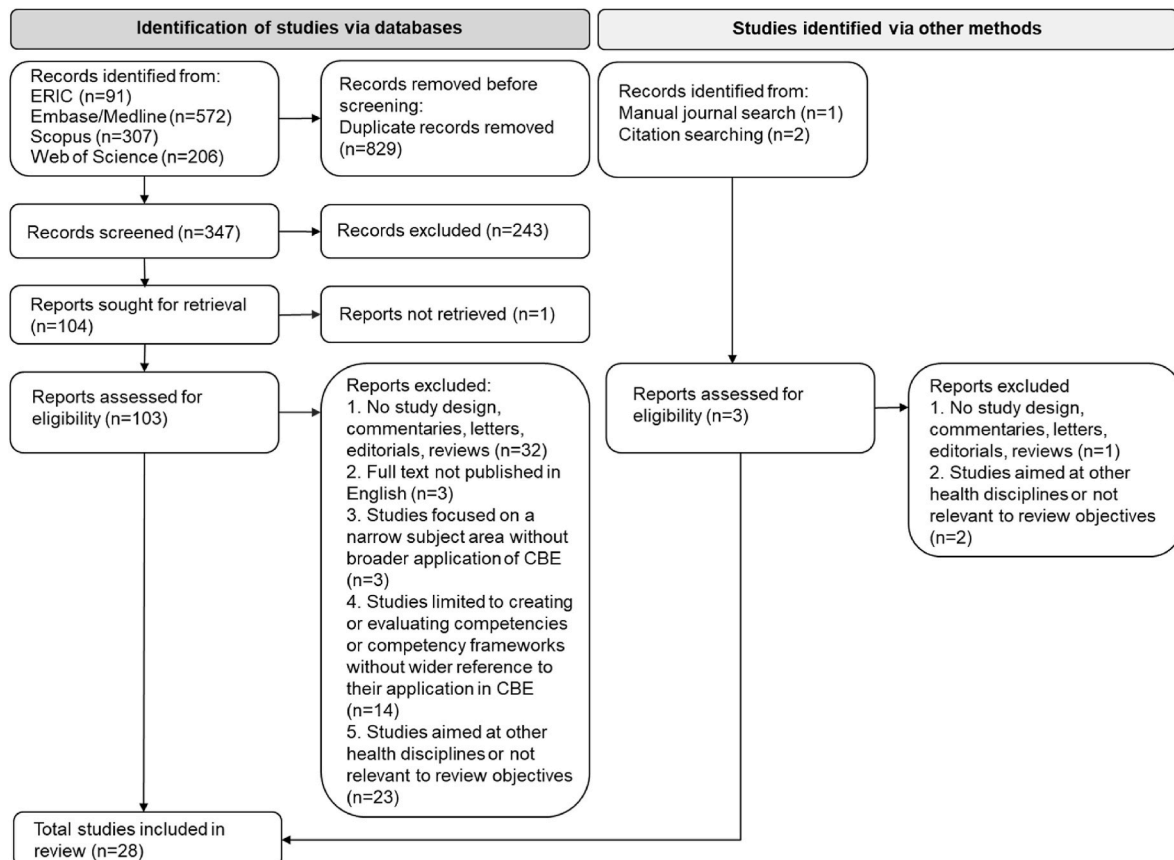 Identification of studies via databases
Studies identified via other methods
Records identified from:
ERIC (n=91)
Embase/Medline (n=572)
Scopus (n=307)
Web of Science (n=206)
Records removed before
screening:
Duplicate records removed
(n=829)
Records identified from:
Manual journal search (n=1)
Citation searching (n=2)
Records screened (n=347)
Records excluded (n=243)
Reports sought for retrieval
(n=104)
Reports not retrieved (n=1)
Reports assessed for
eligibility (n=103)
Reports excluded:
1. No study design,
commentaries, letters,
editorials, reviews (n=32)
2. Full text not published in
English (n=3)
3. Studies focused on a
narrow subject area without
broader application of CBE
(n=3)
4. Studies limited to creating
or evaluating competencies
or competency frameworks
without wider reference to
their application in CBE
(n=14)
5. Studies aimed at other
health disciplines or not
relevant to review objectives
(n=23)
Reports assessed for
eligibility (n=3)
Reports excluded
1. No study design,
commentaries, letters,
editorials, reviews (n=1)
2. Studies aimed at other
health disciplines or not
relevant to review objectives
(n=2)
Total studies included in
review (n=28)